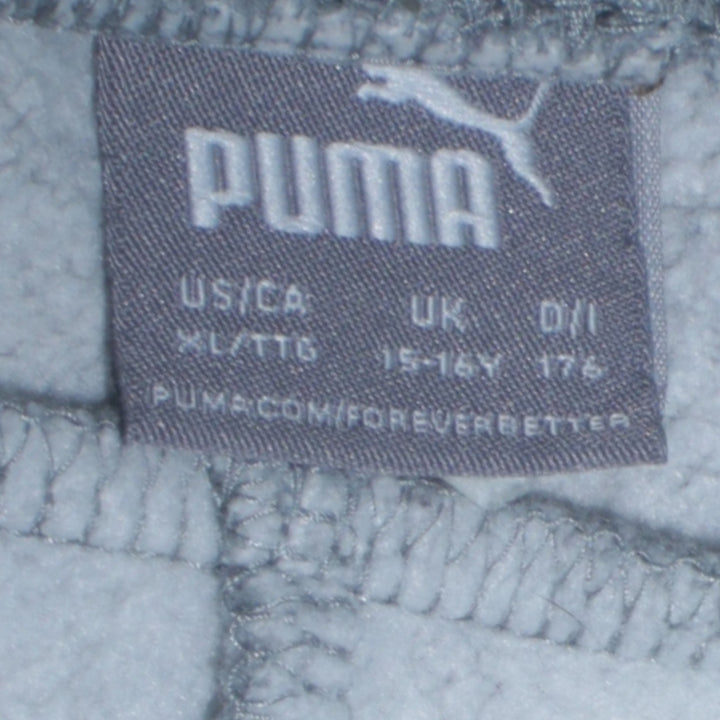 PUMA
US/CA UK D/I
XL/TTG 15-16Y 176
PUMA.COM/FOREVERBETTER